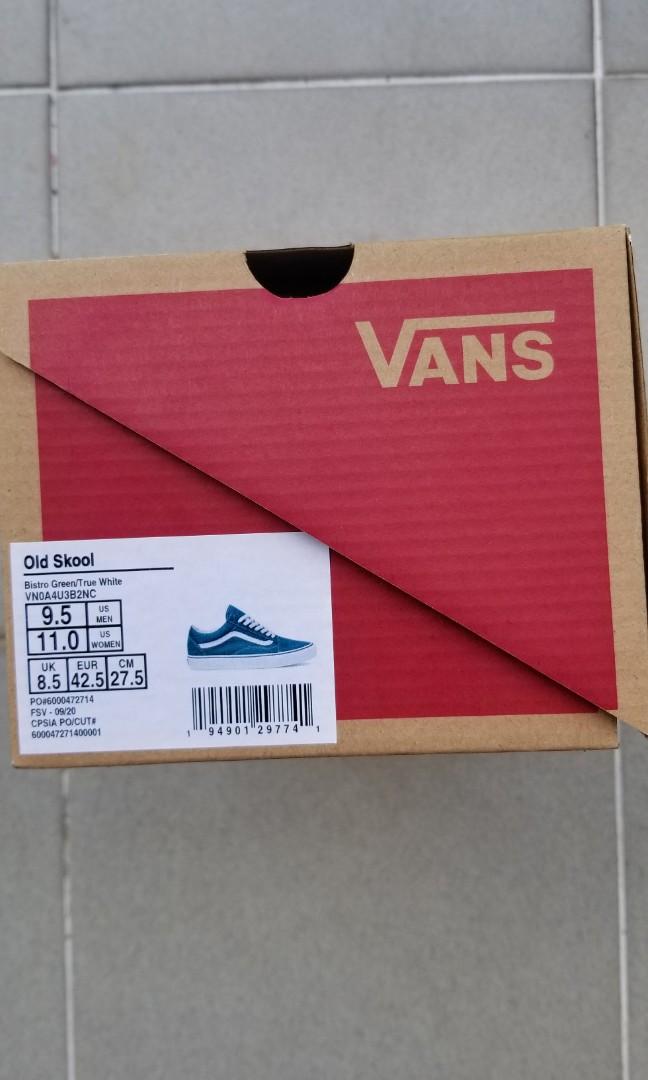 VANS
Old Skool
Bistro Green/True White
VN0A4U3B2NC
9.5 US MEN
11.0 US WOMEN
UK EUR CM
8.5 42.5 27.5
PO#6000472714
FSV - 09/20
CPSIA PO/CUT#
600047271400001
1 94901 29774 1